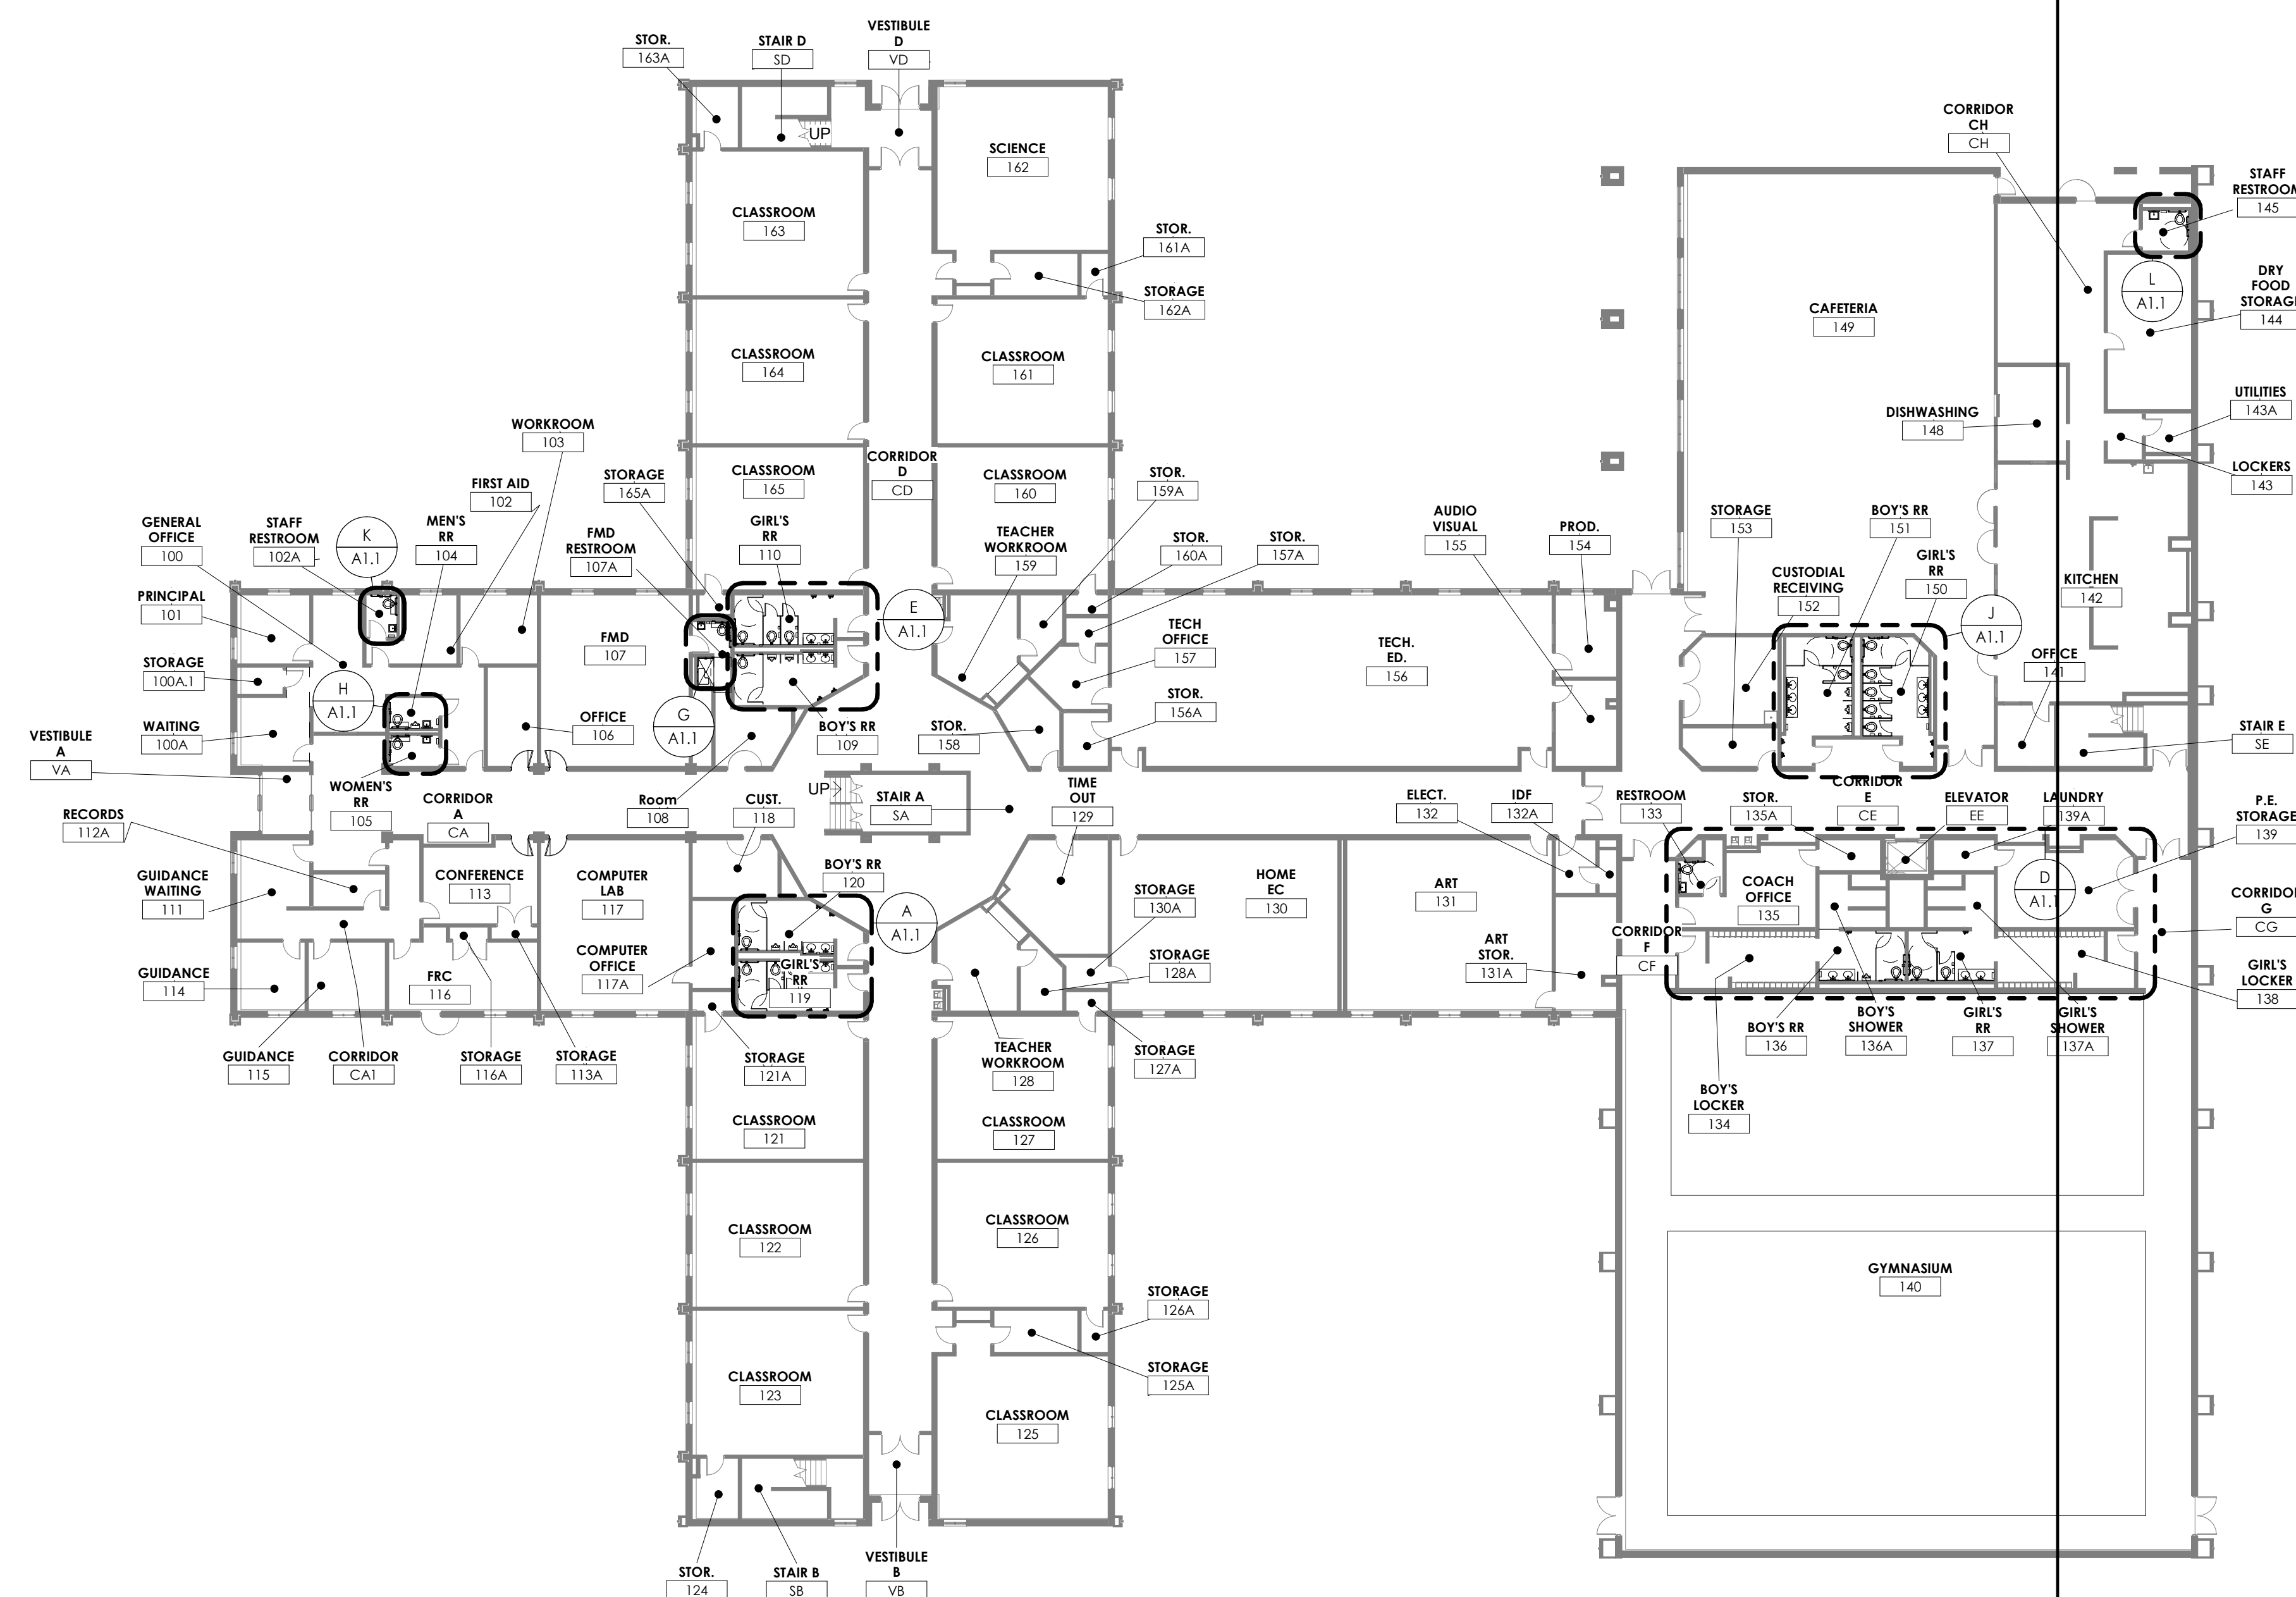 VESTIBULE
D
VD
STAIR D
SD
STOR.
163A
UP
SCIENCE
162
CORRIDOR
CH
CH
STAFF
RESTROOM
145
CLASSROOM
163
STOR.
161A
L
A1.1
DRY
FOOD
STORAGE
144
STORAGE
162A
CAFETERIA
149
CLASSROOM
164
CLASSROOM
161
UTILITIES
143A
DISHWASHING
148
WORKROOM
103
CORRIDOR
D
CD
LOCKERS
143
FIRST AID
102
STORAGE
165A
CLASSROOM
165
CLASSROOM
160
STOR.
159A
GENERAL
OFFICE
100
STAFF
RESTROOM
102A
K
A1.1
MEN'S
RR
104
FMD
RESTROOM
107A
GIRL'S
RR
110
TEACHER
WORKROOM
159
STOR.
160A
STOR.
157A
AUDIO
VISUAL
155
PROD.
154
STORAGE
153
BOY'S RR
151
GIRL'S
RR
150
CUSTODIAL
RECEIVING
152
KITCHEN
142
PRINCIPAL
101
E
A1.1
J
A1.1
FMD
107
TECH
OFFICE
157
TECH.
ED.
156
STORAGE
100A.1
OFFICE
141
H
A1.1
G
A1.1
STOR.
156A
WAITING
100A
OFFICE
106
BOY'S RR
109
STOR.
158
STAIR E
SE
VESTIBULE
A
VA
WOMEN'S
RR
105
CORRIDOR
A
CA
Room
108
CUST.
118
UP
STAIR A
SA
TIME
OUT
129
ELECT.
132
IDF
132A
RESTROOM
133
STOR.
135A
CORRIDOR
E
CE
ELEVATOR
EE
LAUNDRY
139A
P.E.
STORAGE
139
RECORDS
112A
GUIDANCE
WAITING
111
CONFERENCE
113
COMPUTER
LAB
117
BOY'S RR
120
A
A1.1
STORAGE
130A
HOME
EC
130
ART
131
COACH
OFFICE
135
D
A1.1
CORRIDOR
G
CG
GUIDANCE
114
FRC
116
COMPUTER
OFFICE
117A
GIRL'S
RR
119
STORAGE
128A
ART
STOR.
131A
CORRIDOR
F
CF
GIRL'S
LOCKER
138
GUIDANCE
115
CORRIDOR
CA1
STORAGE
116A
STORAGE
113A
STORAGE
121A
TEACHER
WORKROOM
128
STORAGE
127A
BOY'S RR
136
BOY'S
SHOWER
136A
GIRL'S
RR
137
GIRL'S
SHOWER
137A
BOY'S
LOCKER
134
CLASSROOM
121
CLASSROOM
127
CLASSROOM
122
CLASSROOM
126
GYMNASIUM
140
STORAGE
126A
CLASSROOM
123
STORAGE
125A
CLASSROOM
125
STOR.
124
STAIR B
SB
VESTIBULE
B
VB